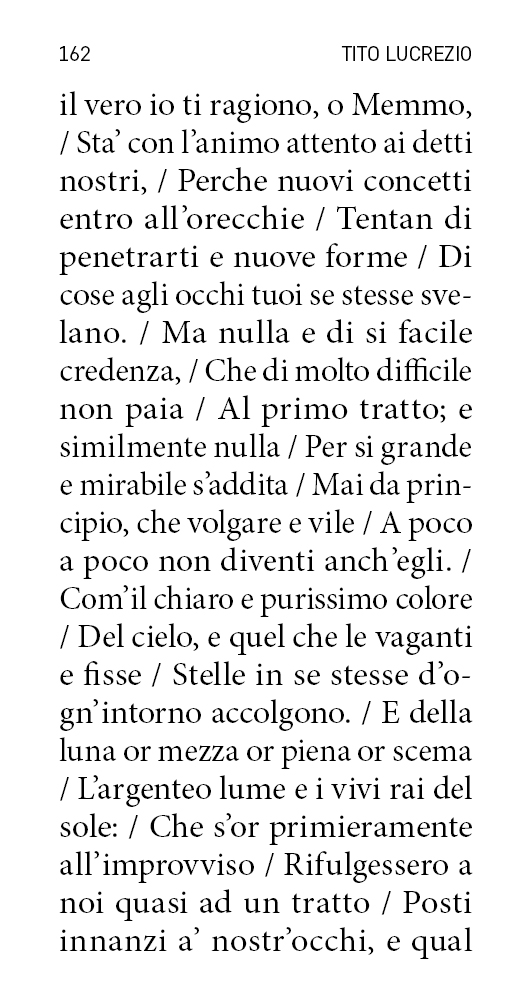 162 TITO LUCREZIO
il vero io ti ragiono, o Memmo,
/ Sta’ con l’animo attento ai detti
nostri, / Perche nuovi concetti
entro all’orecchie / Tentan di
penetrarti e nuove forme / Di
cose agli occhi tuoi se stesse sve-
lano. / Ma nulla e di si facile
credenza, / Che di molto difficile
non paia / Al primo tratto; e
similmente nulla / Per si grande
e mirabile s’addita / Mai da prin-
cipio, che volgare e vile / A poco
a poco non diventi anch’egli. /
Com’il chiaro e purissimo colore
/ Del cielo, e quel che le vaganti
e fisse / Stelle in se stesse d’o-
gn’intorno accolgono. / E della
luna or mezza or piena or scema
/ L’argenteo lume e i vivi rai del
sole: / Che s’or primieramente
all’improvviso / Rifulgessero a
noi quasi ad un tratto / Posti
innanzi a’ nostr’occhi, e qual